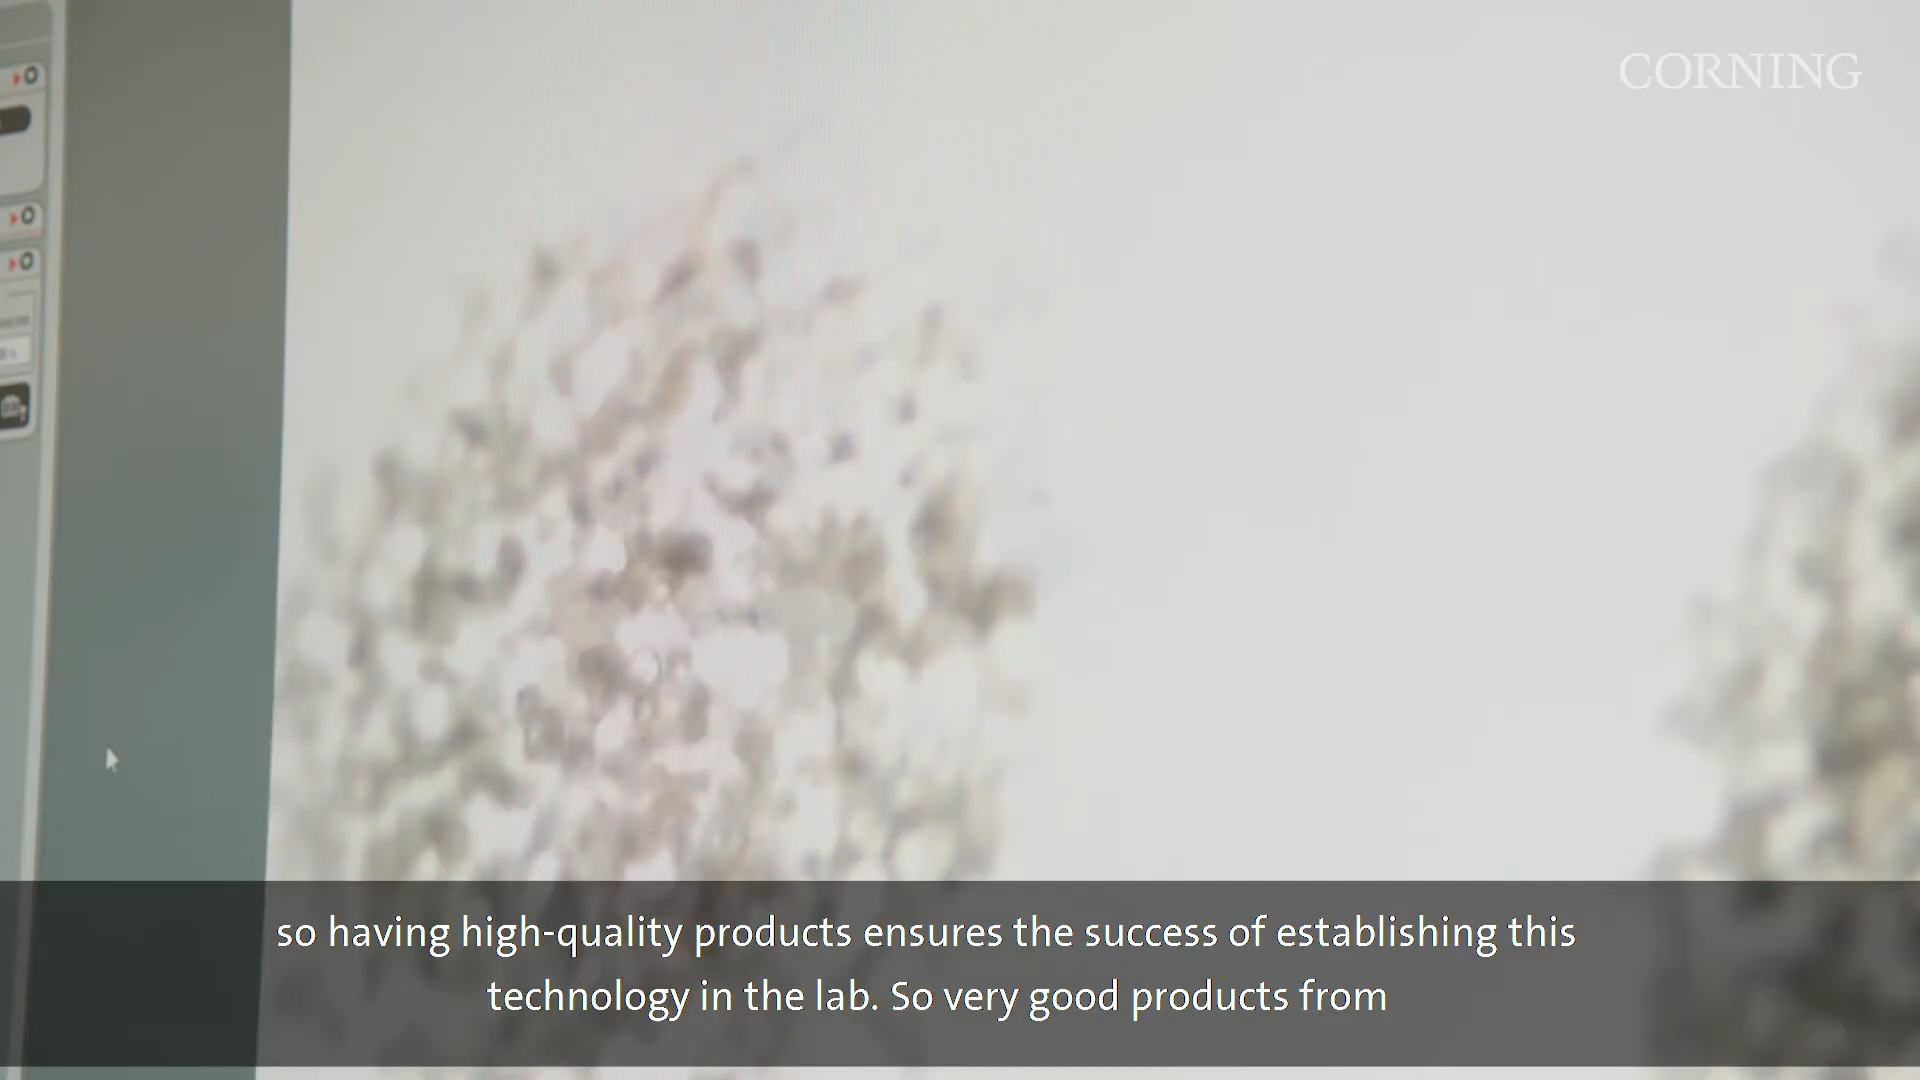 CORNING
so having high-quality products ensures the success of establishing this
technology in the lab. So very good products from